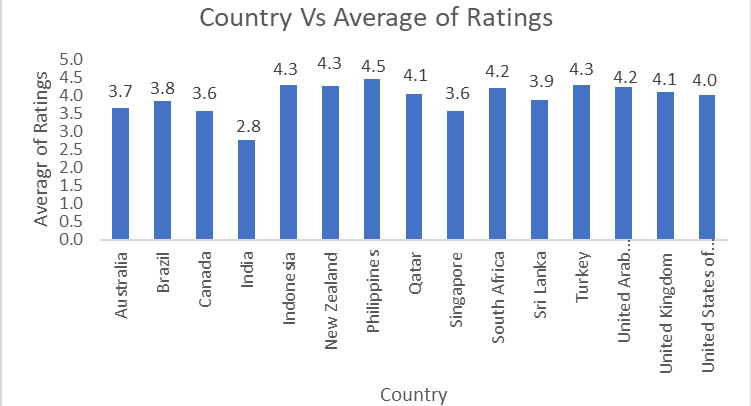 Country Vs Average of Ratings
Averagr of Ratings
5.0
4.5
4.0
3.5
3.0
2.5
2.0
1.5
1.0
0.5
0.0
3.7
3.8
3.6
2.8
4.3
4.3
4.5
4.1
3.6
4.2
3.9
4.3
4.2
4.1
4.0
Australia
Brazil
Canada
India
Indonesia
New Zealand
Philippines
Qatar
Singapore
South Africa
Sri Lanka
Turkey
United Arab...
United Kingdom
United States of...
Country